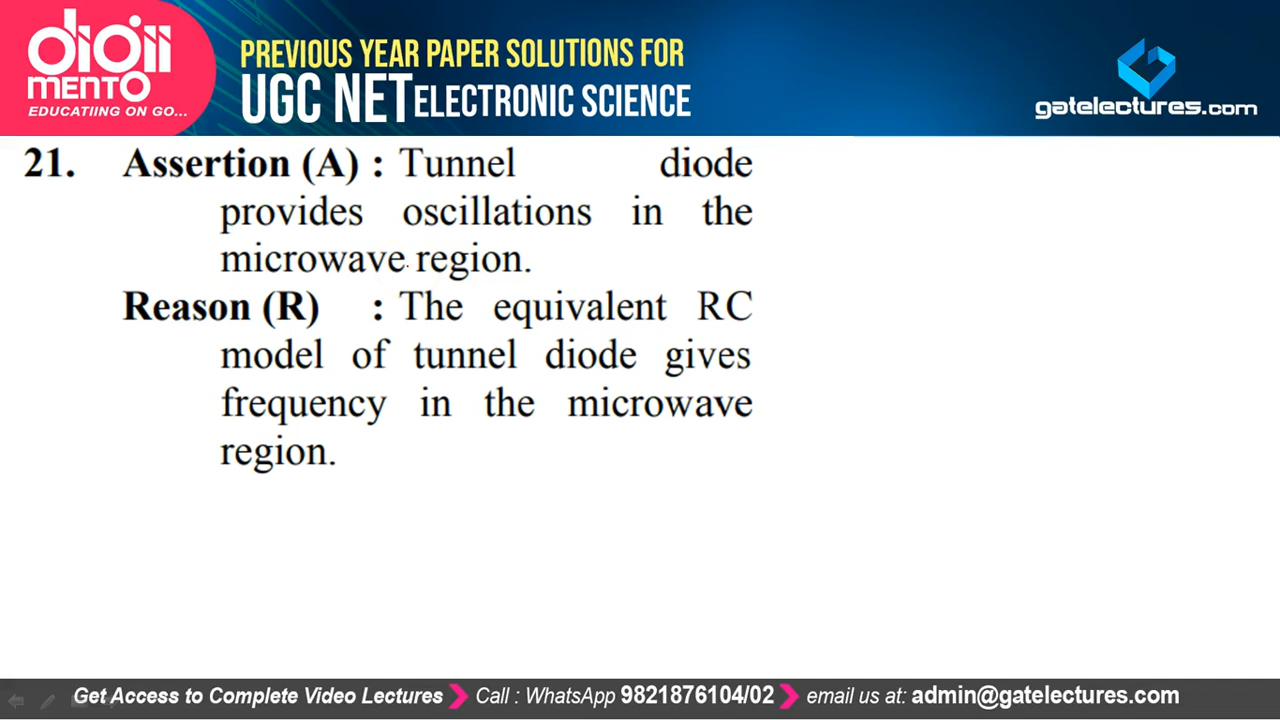 digii
MENTO
EDUCATIING ON GO...
PREVIOUS YEAR PAPER SOLUTIONS FOR
UGC NET ELECTRONIC SCIENCE
gatelectures.com
21. Assertion (A) : Tunnel diode
provides oscillations in the
microwave region.
Reason (R) : The equivalent RC
model of tunnel diode gives
frequency in the microwave
region.
Get Access to Complete Video Lectures Call : WhatsApp 9821876104/02 email us at: admin@gatelectures.com